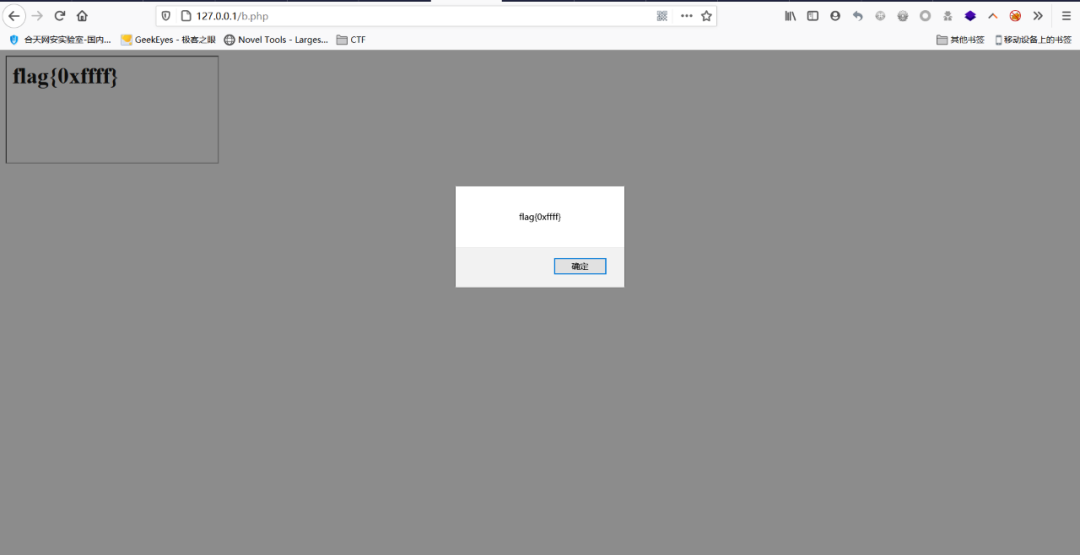 127.0.0.1/b.php
合天网安实验室-国内... GeekEyes - 极客之眼 Novel Tools - Larges... CTF 其他书签 移动设备上的书签
flag{0xffff}
flag{0xffff}
确定